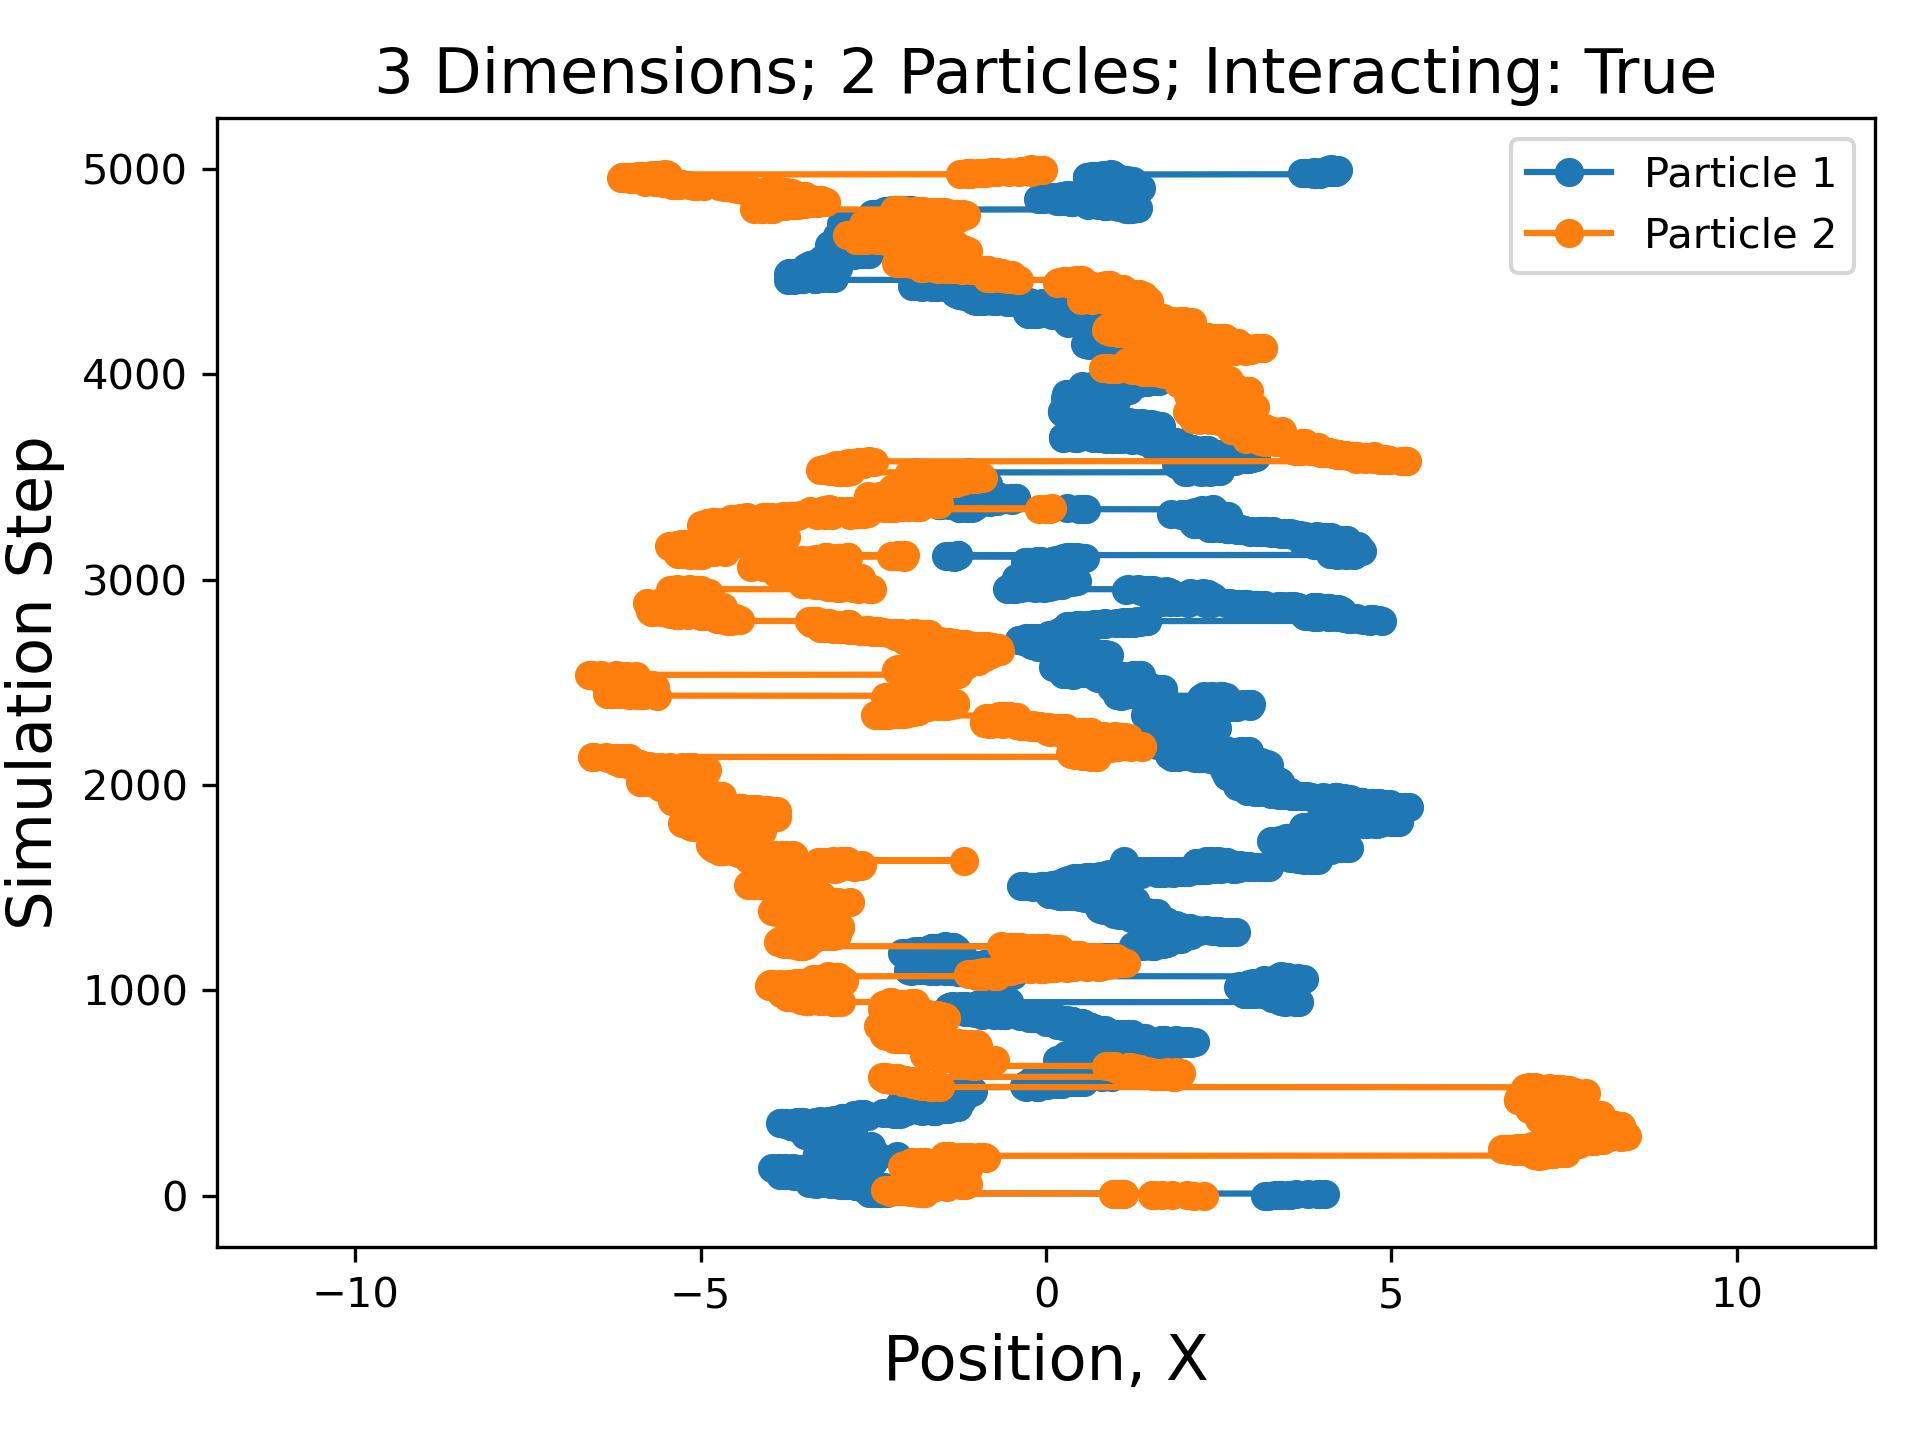 3 Dimensions; 2 Particles; Interacting: True
Particle 1
Particle 2
5000
4000
3000
2000
1000
0
Simulation Step
−10
−5
0
5
10
Position, X